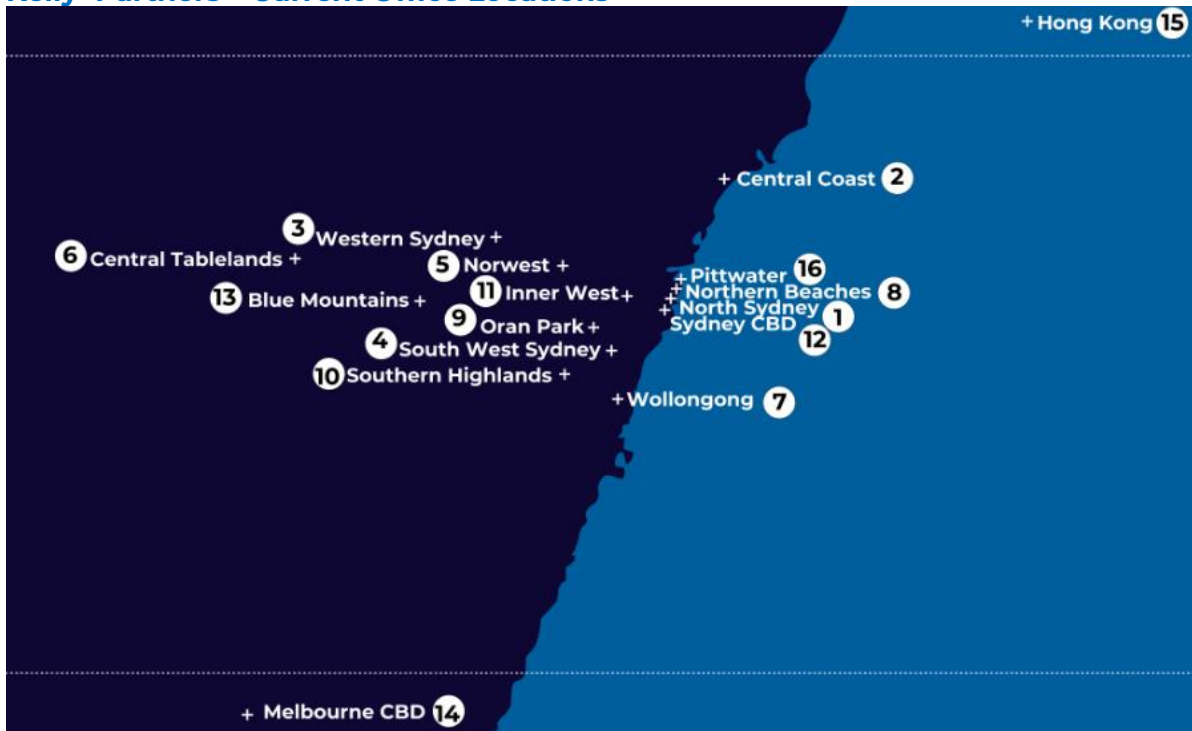 + Hong Kong 15
+ Central Coast 2
3 Western Sydney +
6 Central Tablelands +
5 Norwest +
+ Pittwater 16
13 Blue Mountains +
11 Inner West +
+ Northern Beaches 8
+ North Sydney 1
9 Oran Park +
+ Sydney CBD 12
4 South West Sydney +
10 Southern Highlands +
+ Wollongong 7
+ Melbourne CBD 14